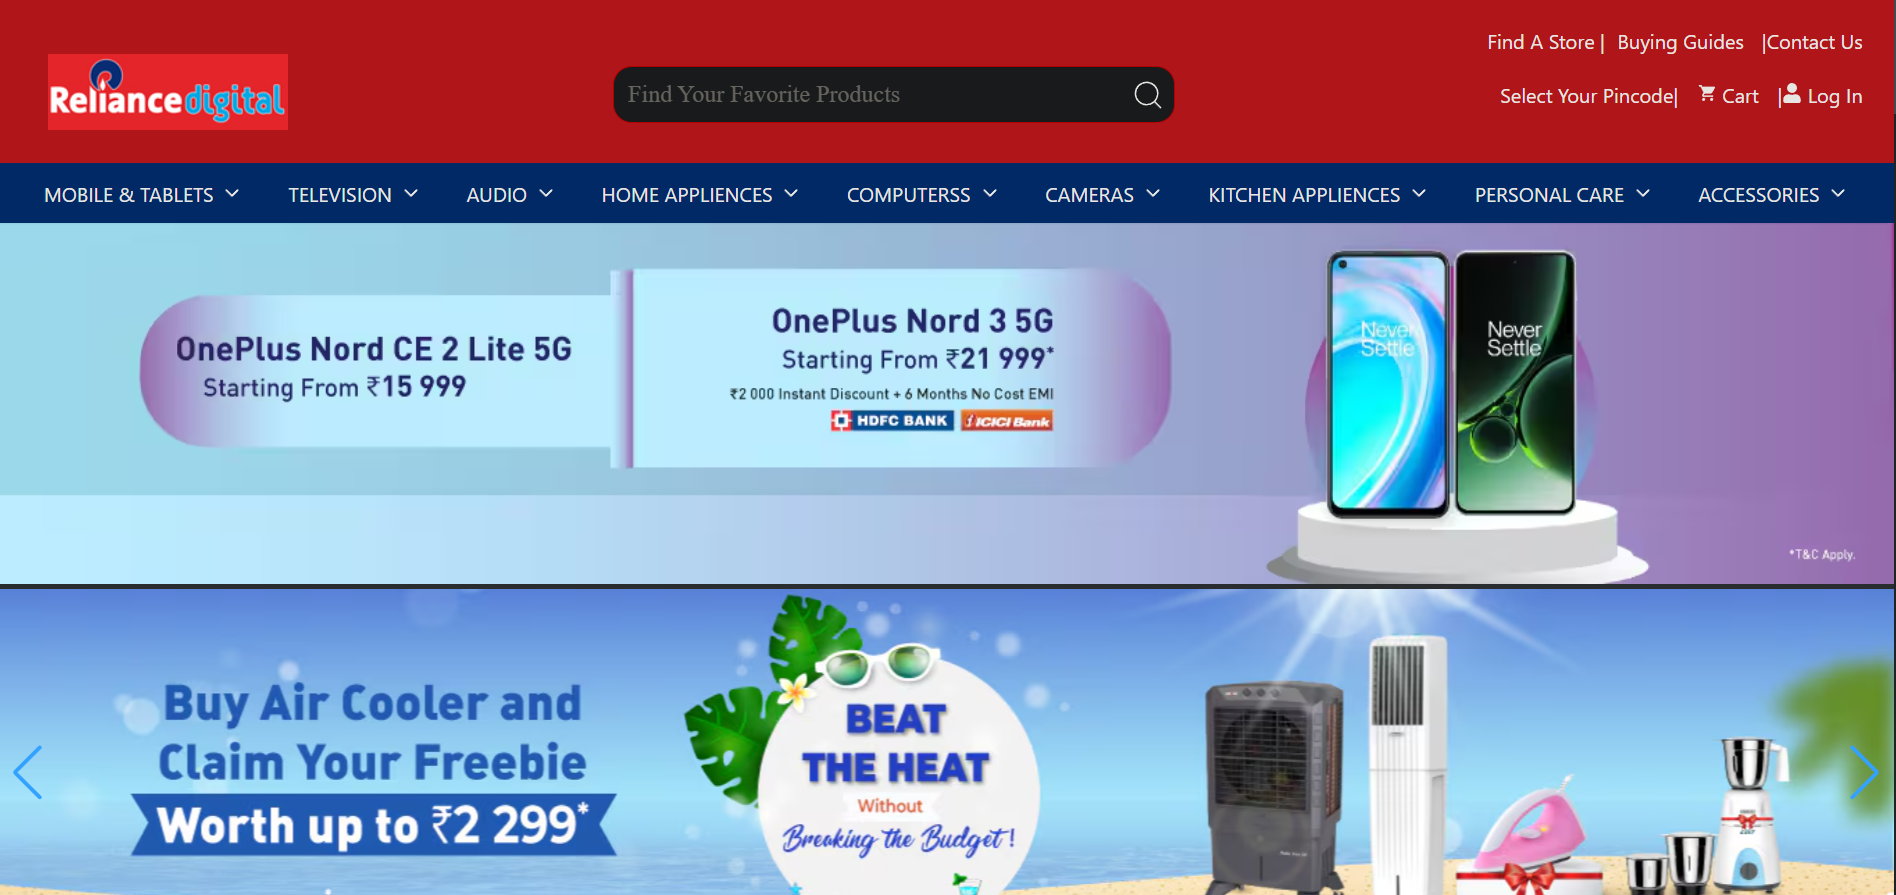 Find A Store | Buying Guides |Contact Us
Reliance digital
Find Your Favorite Products
Select Your Pincode| Cart | Log In
MOBILE & TABLETS TELEVISION AUDIO HOME APPLIENCES COMPUTERSS CAMERAS KITCHEN APPLIENCES PERSONAL CARE ACCESSORIES
OnePlus Nord CE 2 Lite 5G
Starting From ₹15 999
OnePlus Nord 3 5G
Starting From ₹21 999*
₹2 000 Instant Discount + 6 Months No Cost EMI
HDFC BANK ICICI Bank
Never
Settle
Never
Settle
*T&C Apply.
Buy Air Cooler and
Claim Your Freebie
Worth up to ₹2 299*
BEAT
THE HEAT
Without
Breaking the Budget!